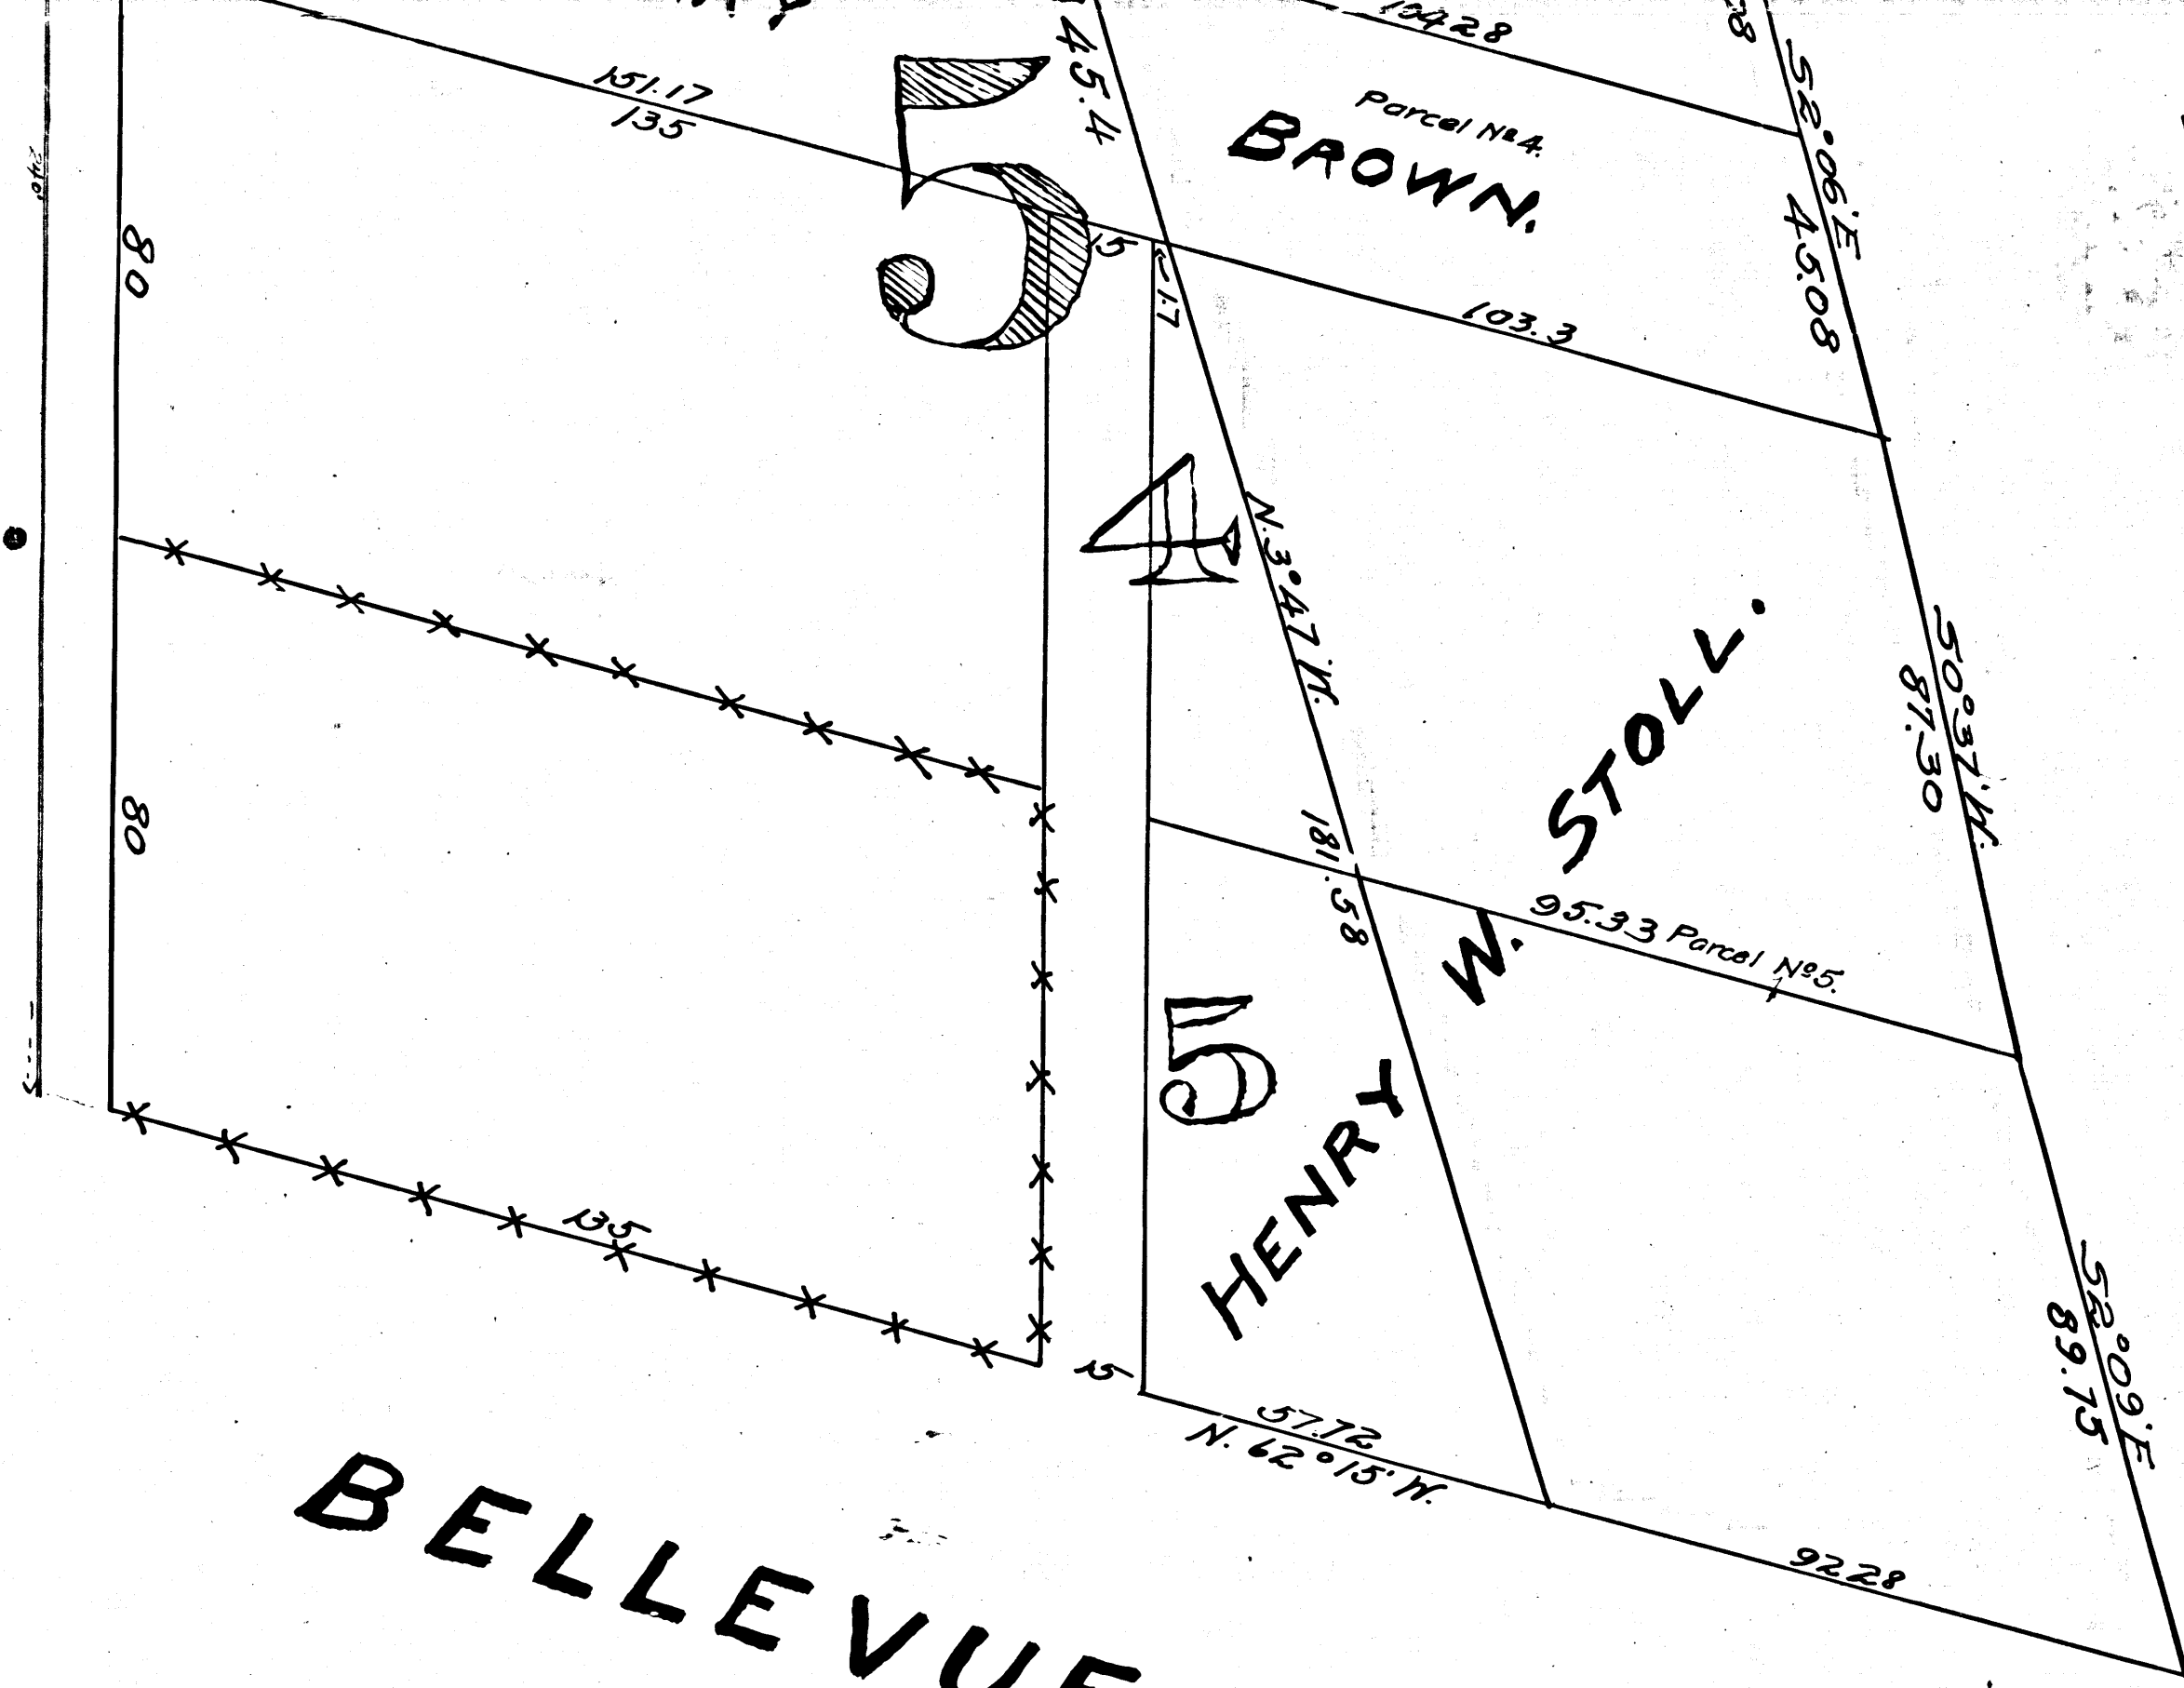 104.28
45.4
151.17
135
5
Parcel No 4.
BROWN.
S2°06'E
45.08
240'
80
15
1.7
103.3
4
N.3°47'W.
181.58
S0°37'W.
87.30
80
HENRY W. STOLL.
95.33 Parcel No 5.
5
135
S2°09'E
89.75
15
57.72
N. 62°15' W.
92.28
BELLEVUE